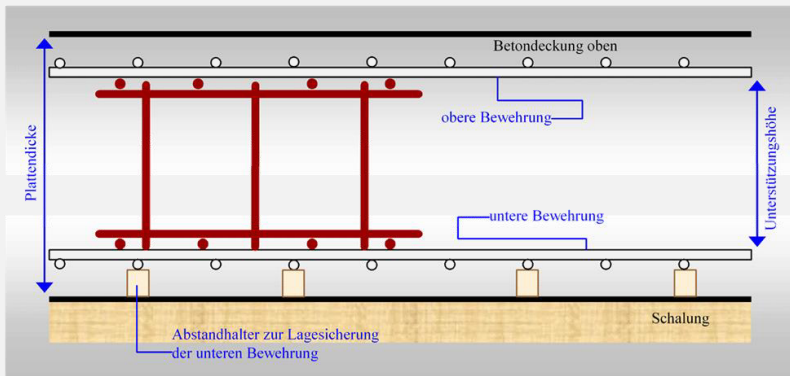 Betondeckung oben
obere Bewehrung
Plattendicke
Unterstützungshöhe
untere Bewehrung
Schalung
Abstandhalter zur Lagesicherung
der unteren Bewehrung